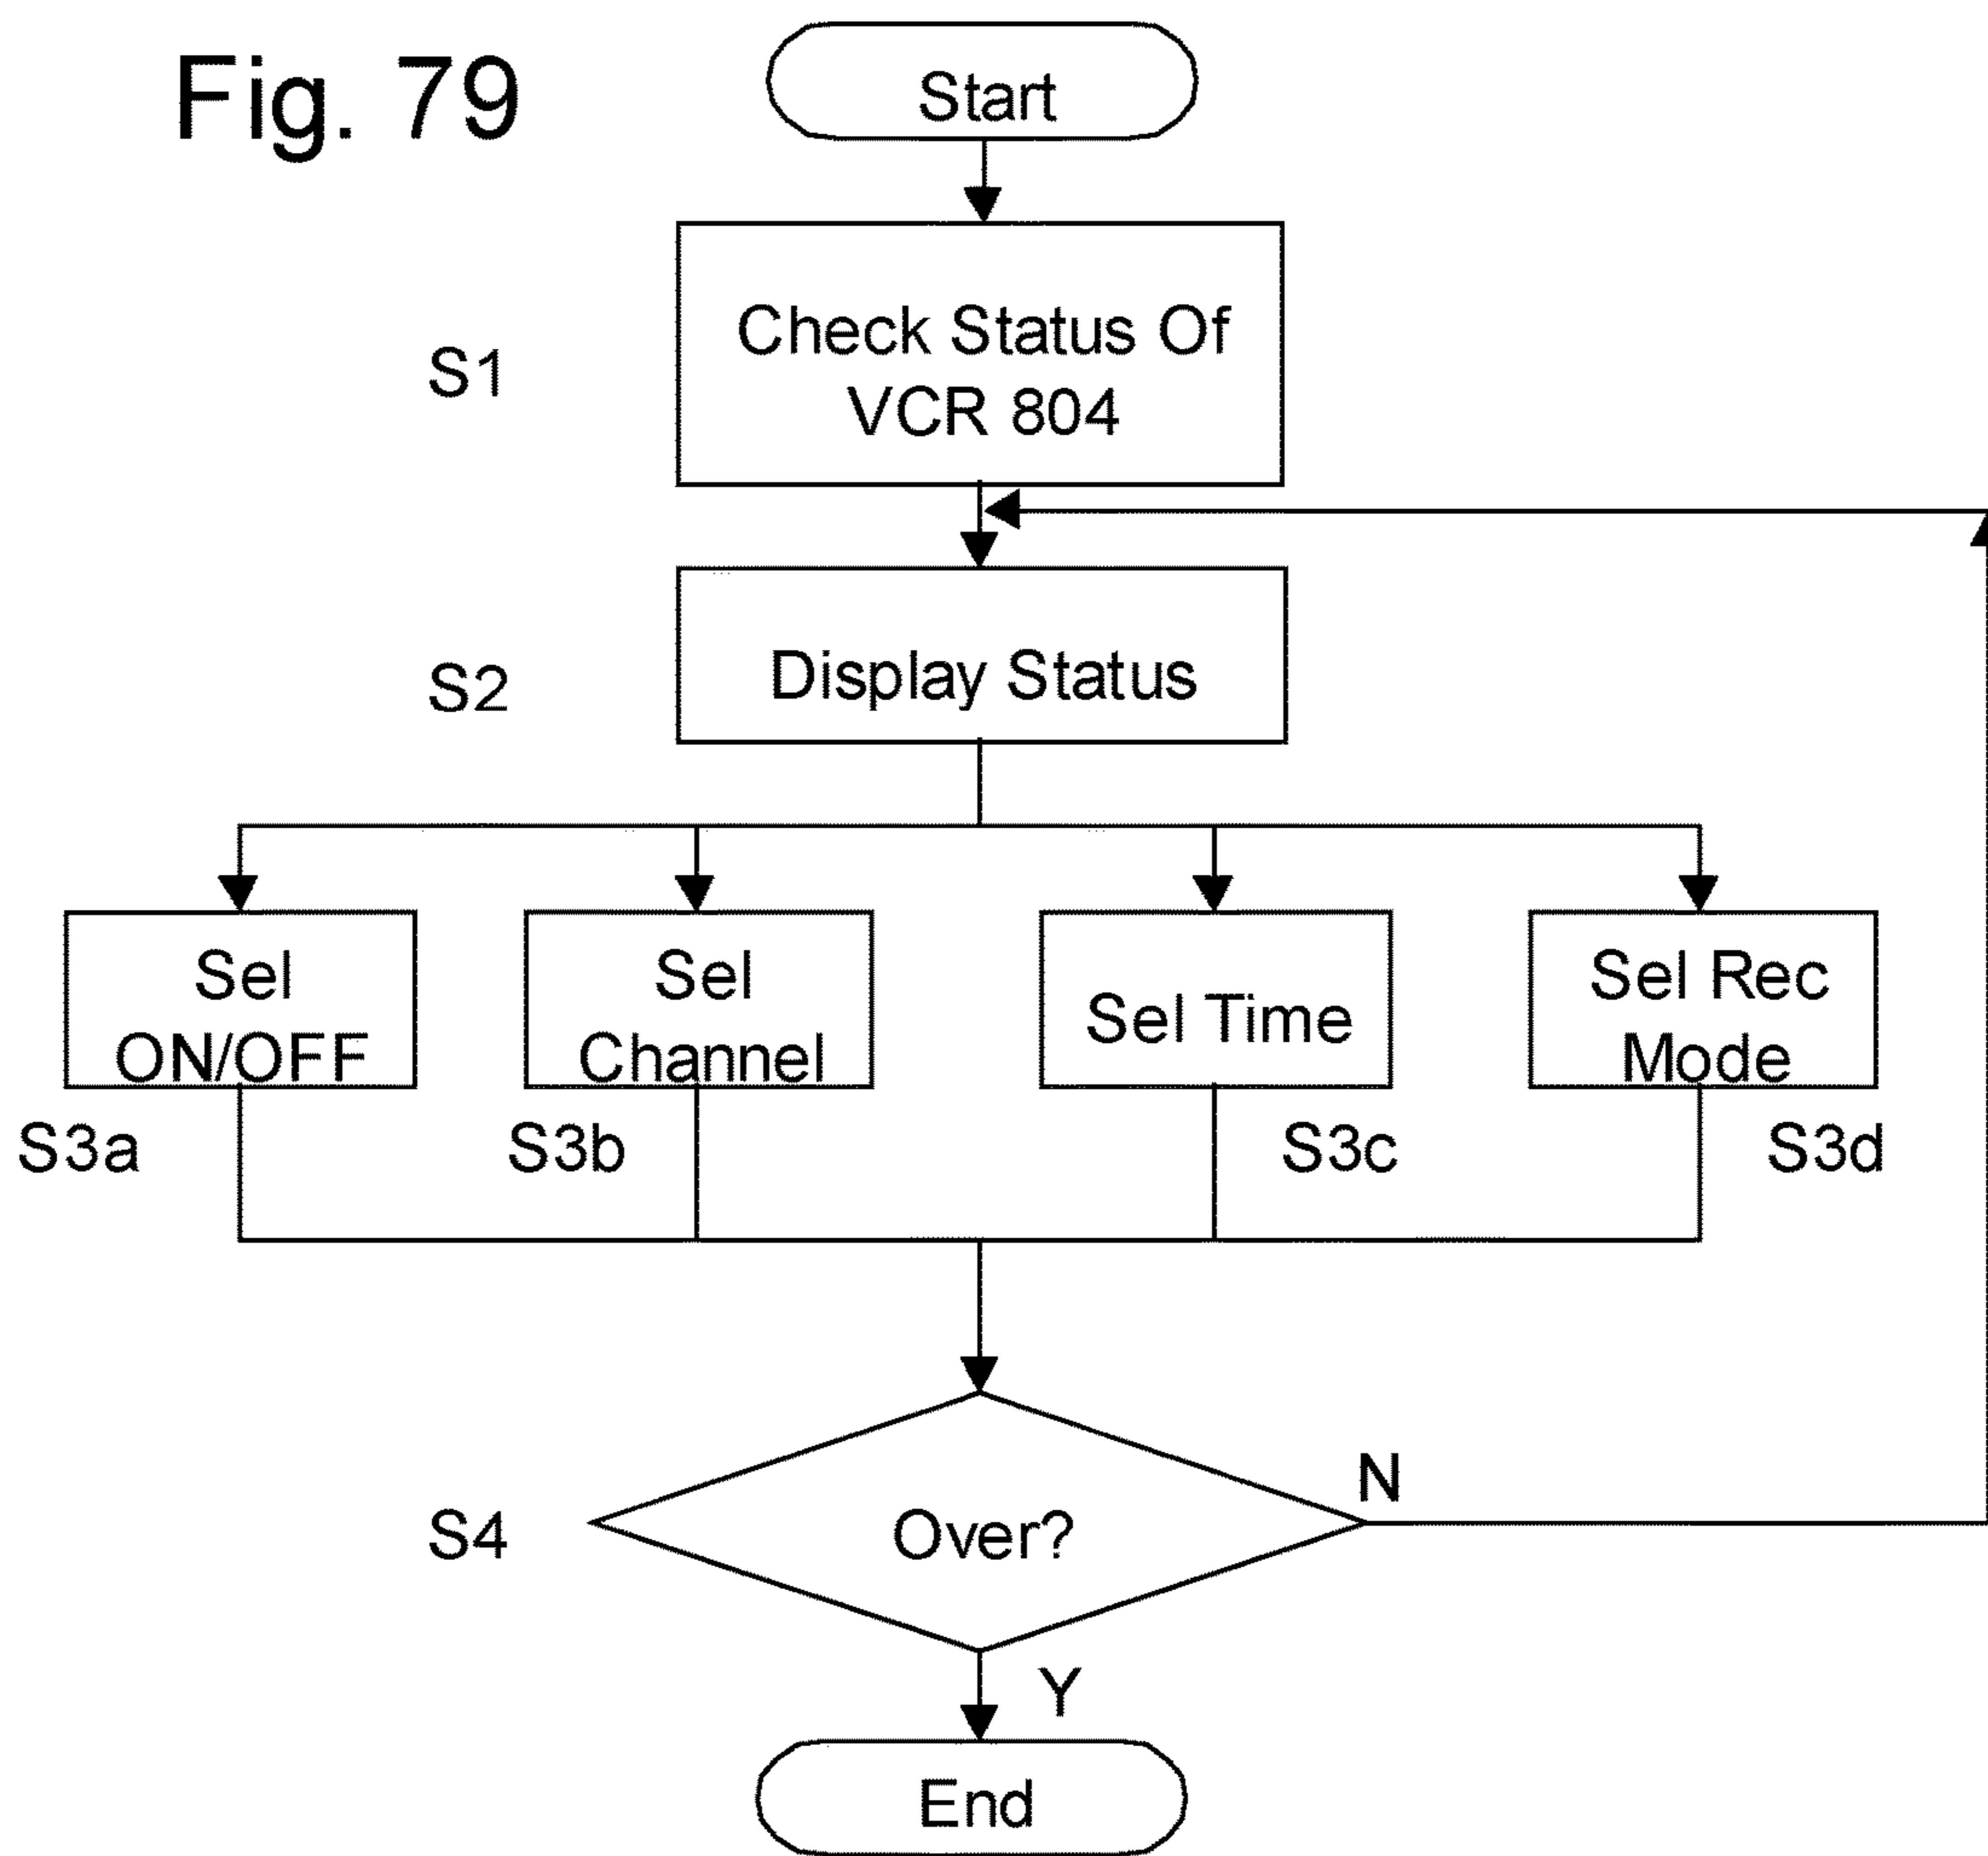 Fig. 79
Start
S1
Check Status Of
VCR 804
S2
Display Status
Sel
ON/OFF
Sel
Channel
Sel Time
Sel Rec
Mode
S3a
S3b
S3c
S3d
S4
Over?
N
Y
End